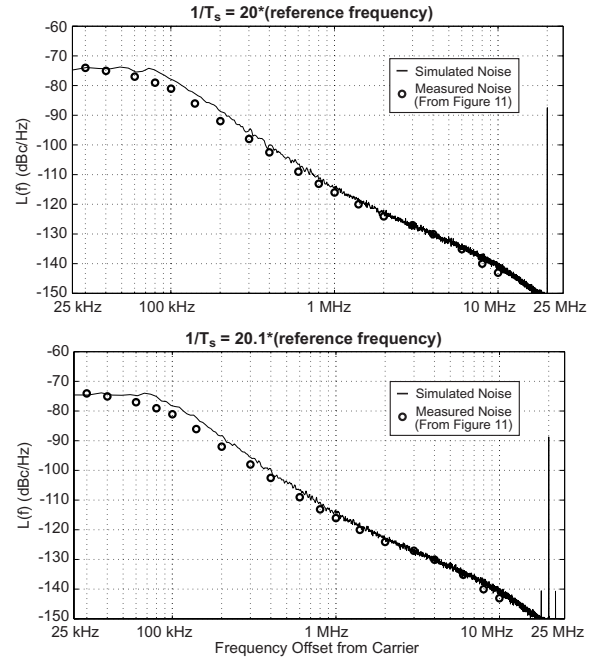 1/Ts = 20*(reference frequency)
-60
-70
-80
-90
-100
-110
-120
-130
-140
-150
L(f) (dBc/Hz)
Simulated Noise
Measured Noise
(From Figure 11)
25 kHz 100 kHz 1 MHz 10 MHz 25 MHz
1/Ts = 20.1*(reference frequency)
-60
-70
-80
-90
-100
-110
-120
-130
-140
-150
L(f) (dBc/Hz)
Simulated Noise
Measured Noise
(From Figure 11)
25 kHz 100 kHz 1 MHz 10 MHz 25 MHz
Frequency Offset from Carrier